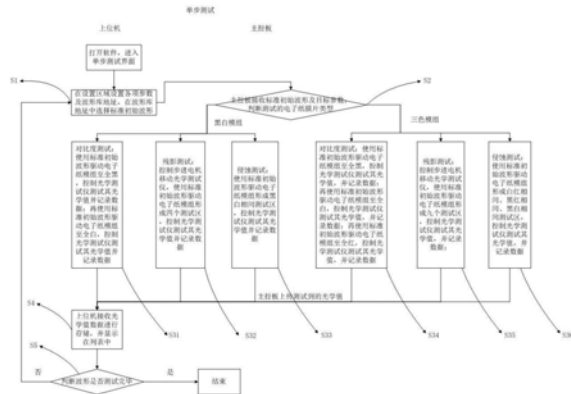 单步测试
上位机
主控板
打开软件,进入
单步测试界面
S1
在设置区域设置各项参数
及波形库地址,在波形库
地址中选择标准初始波形
S2
主控板接收标准初始波形及目标参数,
判断测试的电子纸膜片类型
黑白模组
三色模组
对比度测试:
使用标准初始
波形驱动电子
纸模组至全黑,
控制光学测试
仪测试其光学
值并记录数
据;再使用标
准初始波形驱
动电子纸模组
至全白,控制
光学测试仪测
试其光学值并
记录数据
残影测试:
控制步进电机
移动光学测试
仪,使用标准
初始波形驱动
电子纸模组形
成四个测试区,
控制光学测试
仪测试其光学
值并记录数据
侵蚀测试:
使用标准初始
波形驱动电子
纸模组形成黑
白相间测试区,
控制光学测试
仪测试其光学
值并记录数据
对比度测试:使用标准初始
波形驱动电子纸模组至全黑,
控制光学测试仪测试其光学
值,并记录数据;再使用标
准初始波形驱动电子纸模组
至全白,控制光学测试仪测
试其光学值,并记录数
据;再使用标准初始波形驱
动电子纸模组至全红,控制
光学测试仪测试其光学值,
并记录数据
残影测试:
控制步进电机
移动光学测试
仪,使用标准
初始波形驱动
电子纸模组形
成九个测试区,
控制光学测试
仪测试其光学
值,并记录数
据;
侵蚀测试:使
用标准初始波
形驱动电子纸
模组形成白红相
间、黑红相间、
黑白相间测试
区,控制光学测
试仪测试其光学
值,并记录数据
主控板上传测试到的光学值
S31
S32
S33
S34
S35
S36
S4
上位机接收光
学值数据进行
存储,并显示
在列表中
S5
否
判断波形是否测试完毕
是
结束